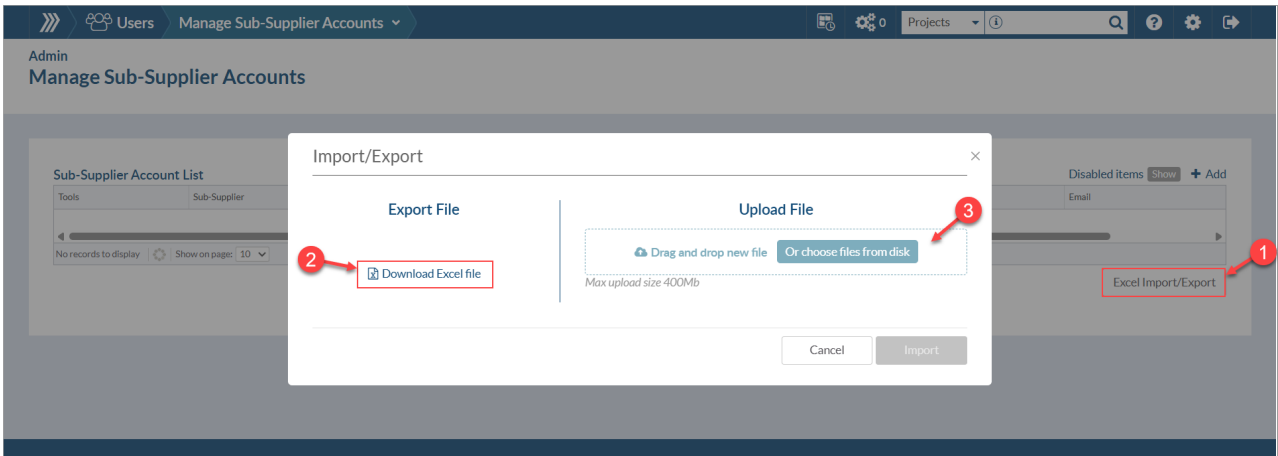 Users Manage Sub-Supplier Accounts 0 Projects
Admin
Manage Sub-Supplier Accounts
Import/Export
Sub-Supplier Account List
Disabled items Show + Add
Tools Sub-Supplier Email
Export File
Upload File
3
Drag and drop new file Or choose files from disk
No records to display Show on page: 10
2
1
Download Excel file
Max upload size 400Mb
Excel Import/Export
Cancel Import